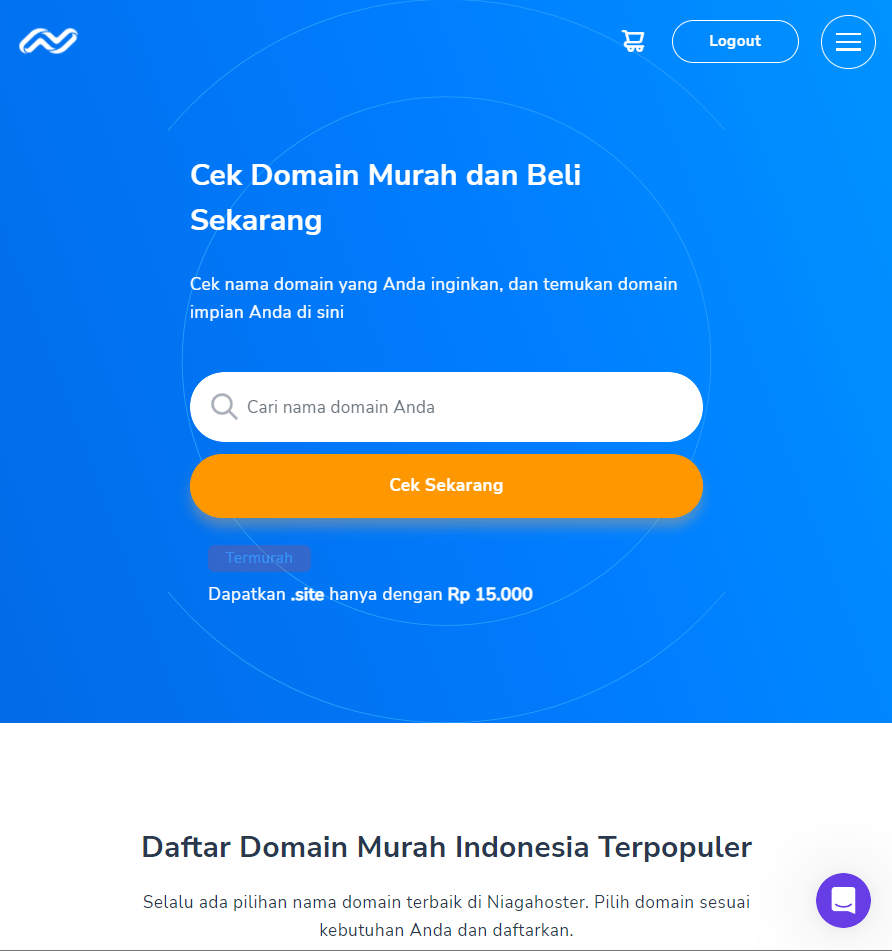 Logout
Cek Domain Murah dan Beli
Sekarang
Cek nama domain yang Anda inginkan, dan temukan domain
impian Anda di sini
Cari nama domain Anda
Cek Sekarang
Termurah
Dapatkan .site hanya dengan Rp 15.000
Daftar Domain Murah Indonesia Terpopuler
Selalu ada pilihan nama domain terbaik di Niagahoster. Pilih domain sesuai
kebutuhan Anda dan daftarkan.